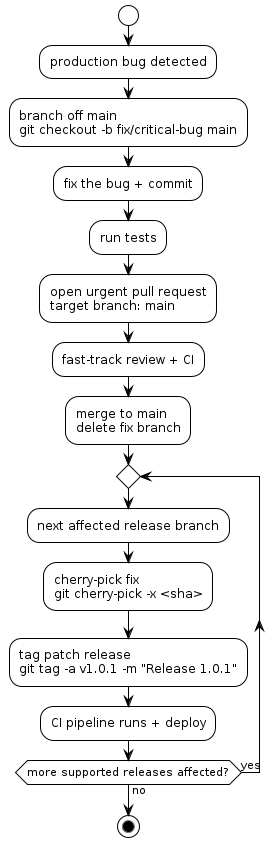 production bug detected
branch off main
git checkout -b fix/critical-bug main
fix the bug + commit
run tests
open urgent pull request
target branch: main
fast-track review + CI
merge to main
delete fix branch
next affected release branch
cherry-pick fix
git cherry-pick -x <sha>
tag patch release
git tag -a v1.0.1 -m "Release 1.0.1"
CI pipeline runs + deploy
more supported releases affected?
yes
no